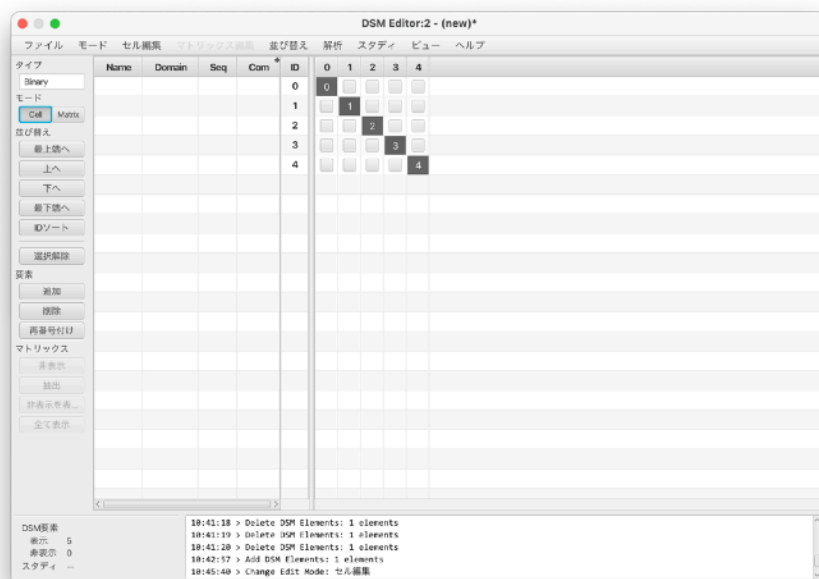 DSM Editor:2 - (new)*
ファイル モード セル編集 マトリックス編集 並び替え 解析 スタディ ビュー ヘルプ
タイプ
Binary
モード
Cell Matrix
並び替え
最上端へ
上へ
下へ
最下端へ
IDソート
選択解除
要素
追加
削除
再番号付け
マトリックス
非表示
抽出
非表示を表...
全て表示
Name Domain Seq Com ID 0 1 2 3 4
0 0
1 1
2 2
3 3
4 4
DSM要素
表示 5
非表示 0
スタディ --
10:41:18 > Delete DSM Elements: 1 elements
10:41:19 > Delete DSM Elements: 1 elements
10:41:20 > Delete DSM Elements: 1 elements
10:42:57 > Add DSM Elements: 1 elements
10:45:40 > Change Edit Mode: セル編集